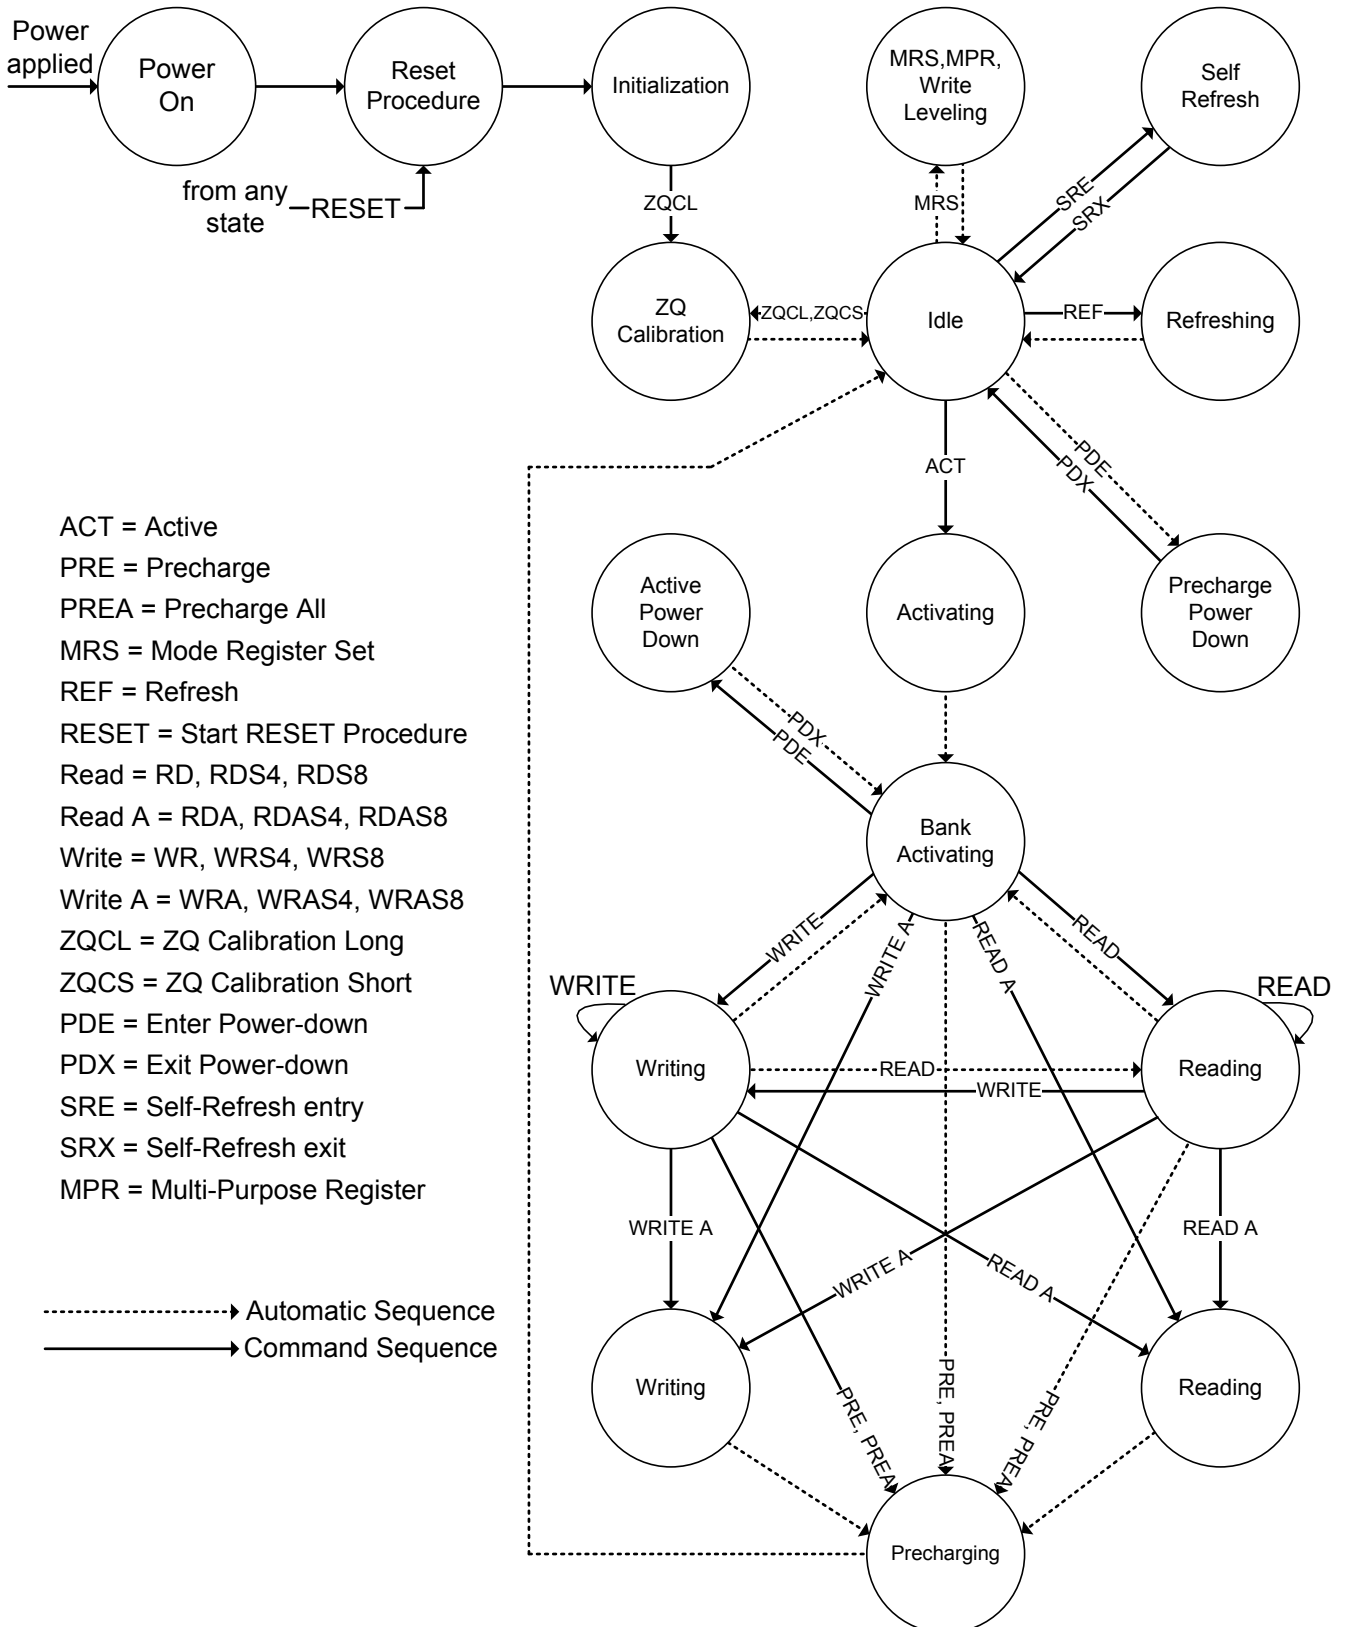 Power
applied
Power
On
Reset
Procedure
Initialization
MRS,MPR,
Write
Leveling
Self
Refresh
from any
state
RESET
ZQCL
MRS
SRE
SRX
ZQ
Calibration
ZQCL,ZQCS
Idle
REF
Refreshing
ACT
PDE
PDX
ACT = Active
PRE = Precharge
PREA = Precharge All
MRS = Mode Register Set
REF = Refresh
RESET = Start RESET Procedure
Read = RD, RDS4, RDS8
Read A = RDA, RDAS4, RDAS8
Write = WR, WRS4, WRS8
Write A = WRA, WRAS4, WRAS8
ZQCL = ZQ Calibration Long
ZQCS = ZQ Calibration Short
PDE = Enter Power-down
PDX = Exit Power-down
SRE = Self-Refresh entry
SRX = Self-Refresh exit
MPR = Multi-Purpose Register
Automatic Sequence
Command Sequence
Active
Power
Down
Activating
Precharge
Power
Down
PDX
PDE
Bank
Activating
WRITE
WRITE A
READ A
READ
WRITE
READ
Writing
READ
WRITE
Reading
WRITE A
WRITE A
READ A
READ A
Writing
PRE, PREA
PRE, PREA
PRE, PREA
Reading
Precharging